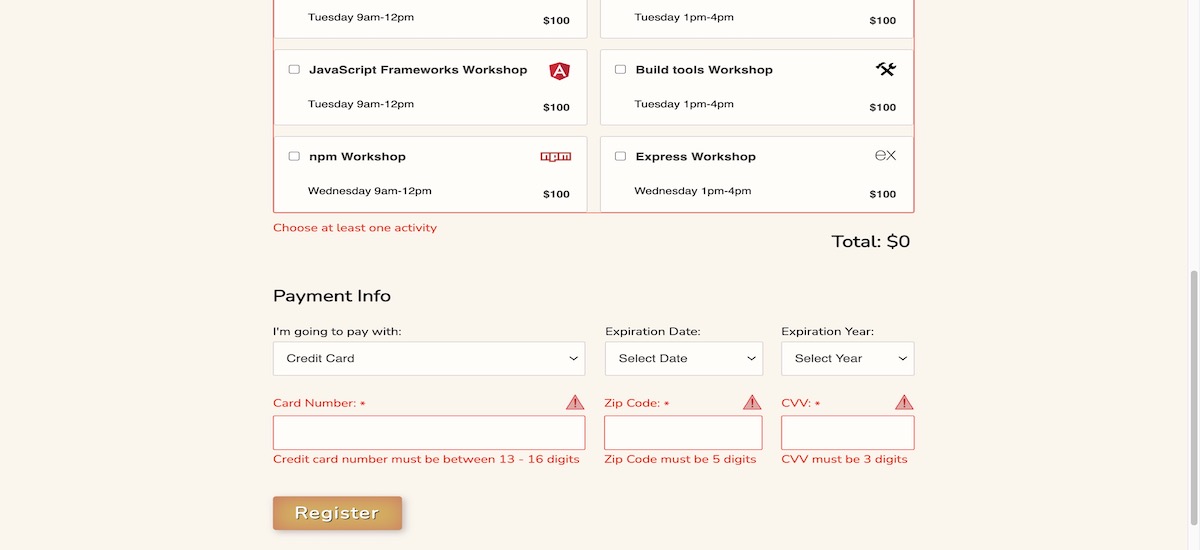 Tuesday 9am-12pm $100 Tuesday 1pm-4pm $100
JavaScript Frameworks Workshop A Build tools Workshop
Tuesday 9am-12pm $100 Tuesday 1pm-4pm $100
npm Workshop npm Express Workshop ex
Wednesday 9am-12pm $100 Wednesday 1pm-4pm $100
Choose at least one activity
Total: $0
Payment Info
I'm going to pay with: Expiration Date: Expiration Year:
Credit Card Select Date Select Year
Card Number: * Zip Code: * CVV: *
Credit card number must be between 13 - 16 digits Zip Code must be 5 digits CVV must be 3 digits
Register